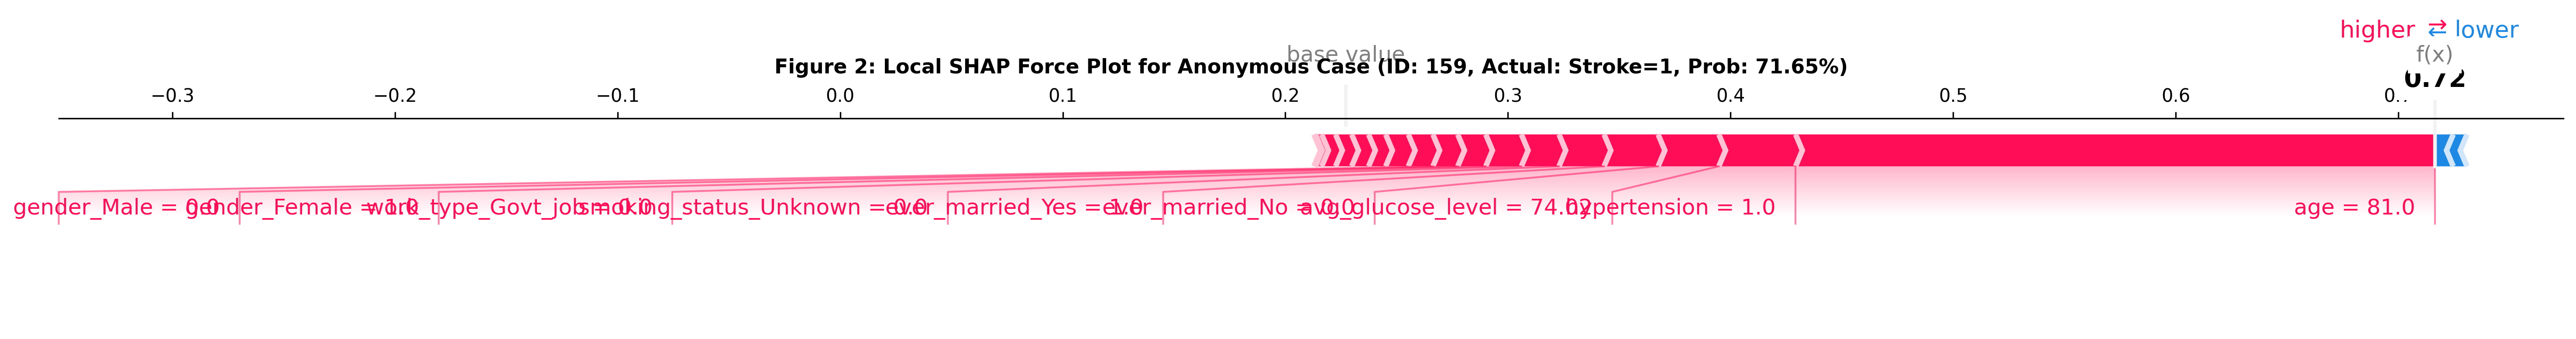 higher ⇄ lower
base value
f(x)
Figure 2: Local SHAP Force Plot for Anonymous Case (ID: 159, Actual: Stroke=1, Prob: 71.65%)
0.72
−0.3 −0.2 −0.1 0.0 0.1 0.2 0.3 0.4 0.5 0.6
gender_Male = 0.0 gender_Female = 1.0 work_type_Govt_job = 0.0 smoking_status_Unknown = 0.0 ever_married_Yes = 1.0 ever_married_No = 0.0 avg_glucose_level = 74.02 hypertension = 1.0 age = 81.0